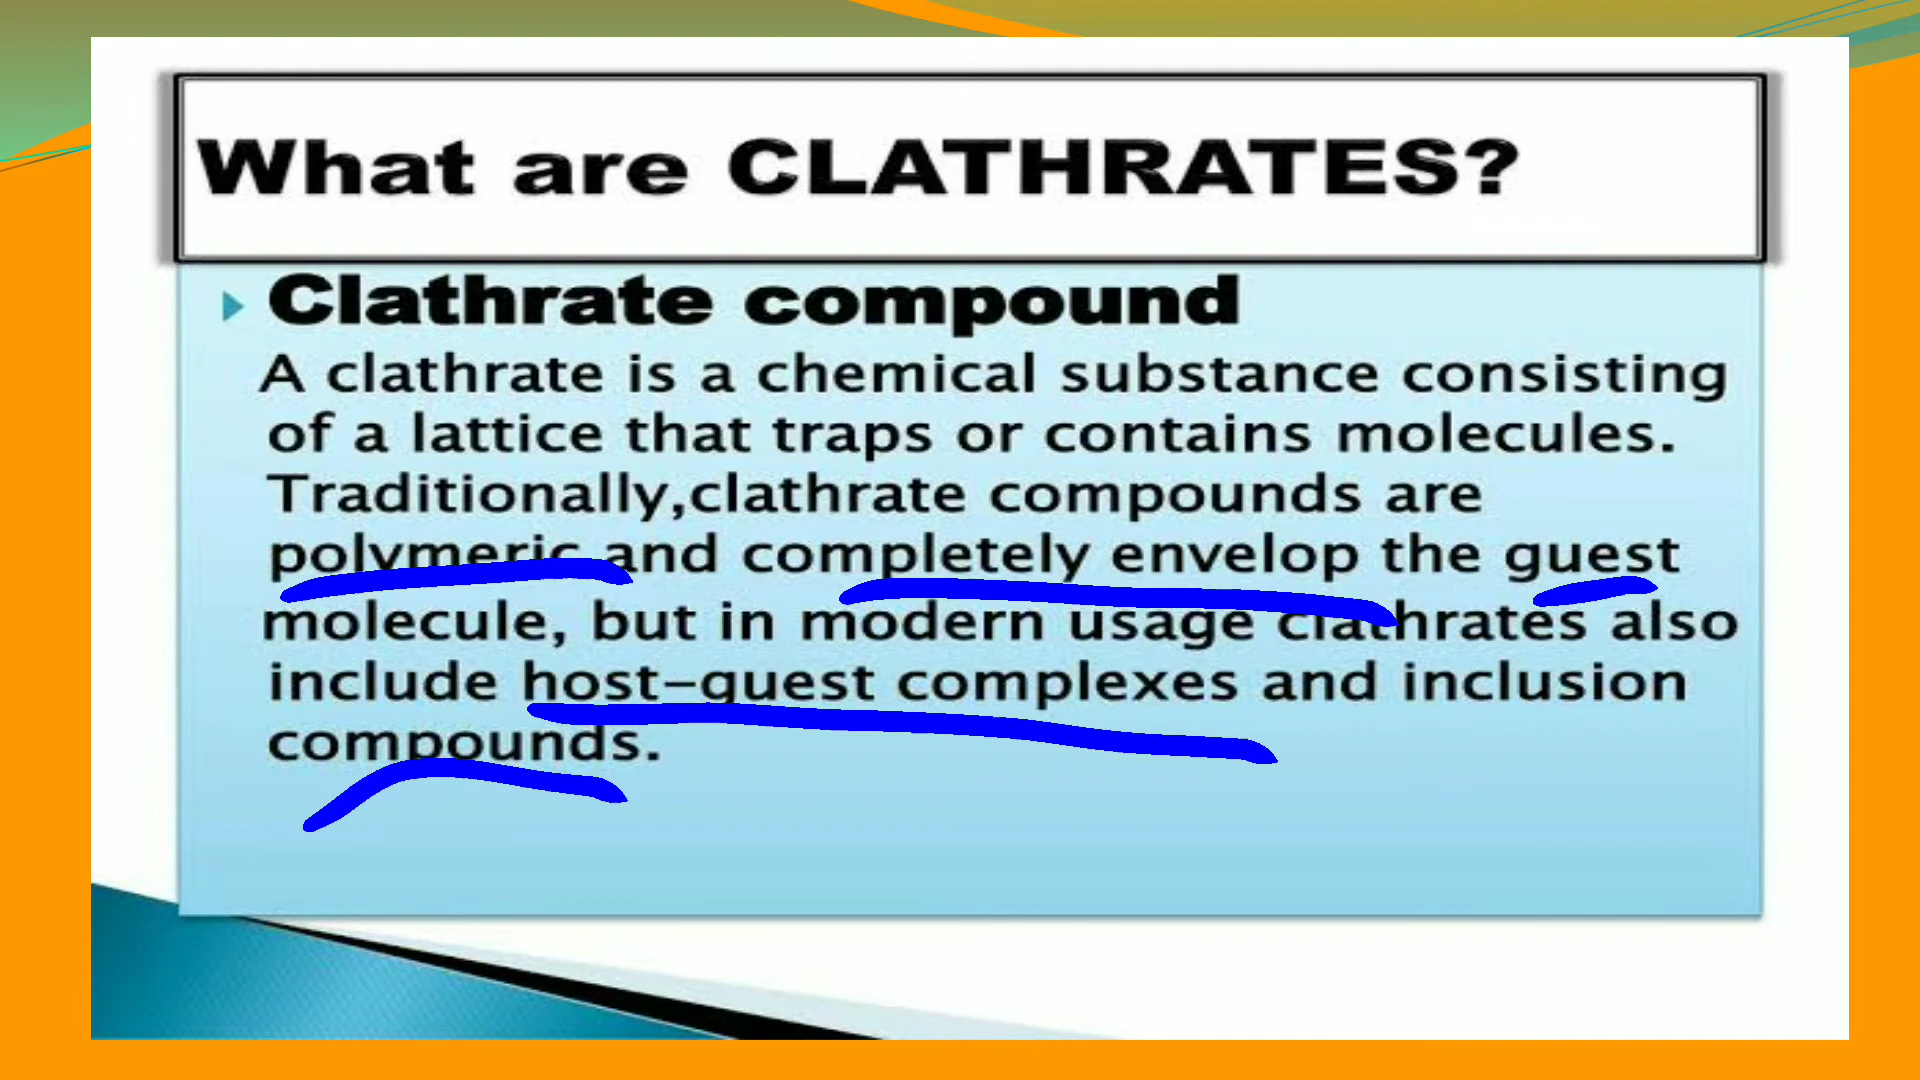 What are CLATHRATES?
Clathrate compound
A clathrate is a chemical substance consisting
of a lattice that traps or contains molecules.
Traditionally,clathrate compounds are
polymeric and completely envelop the guest
molecule, but in modern usage clathrates also
include host-guest complexes and inclusion
compounds.